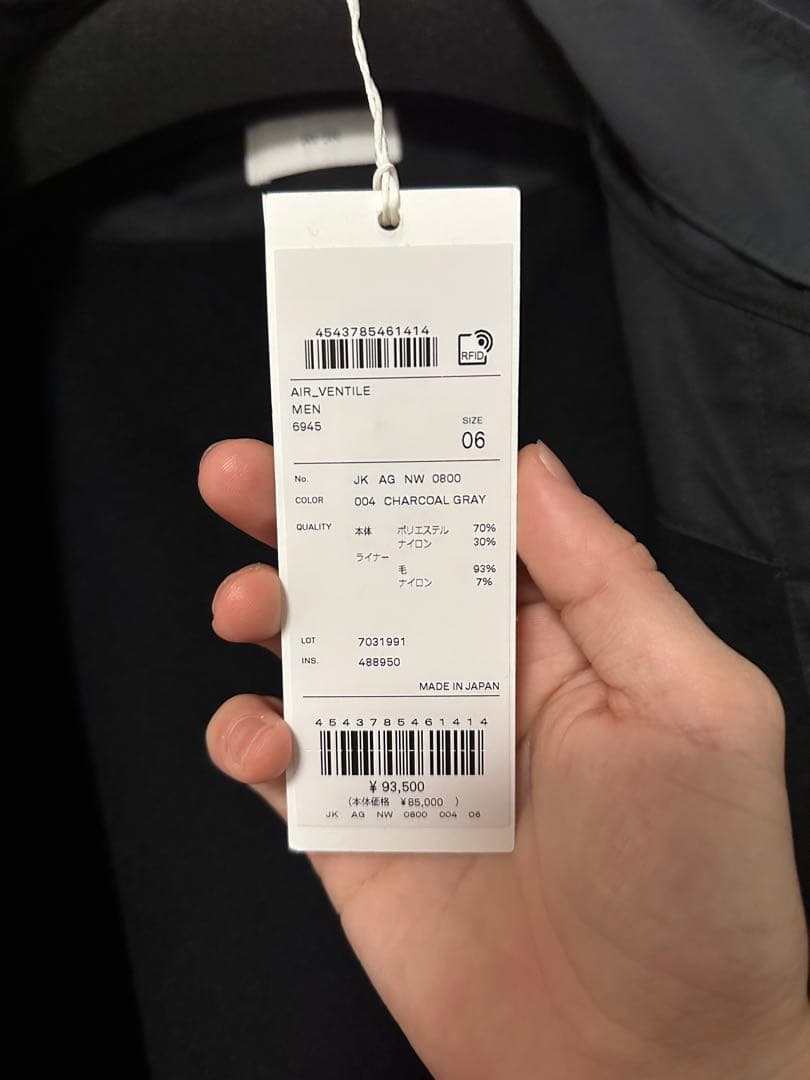 4543785461414
RFID
AIR_VENTILE
MEN
6945
SIZE
06
No. JK AG NW 0800
COLOR 004 CHARCOAL GRAY
QUALITY 本体 ポリエステル 70%
ナイロン 30%
ライナー
毛 93%
ナイロン 7%
LOT 7031991
INS. 488950
MADE IN JAPAN
4543785461414
¥ 93,500
(本体価格 ¥85,000 )
JK AG NW 0800 004 06